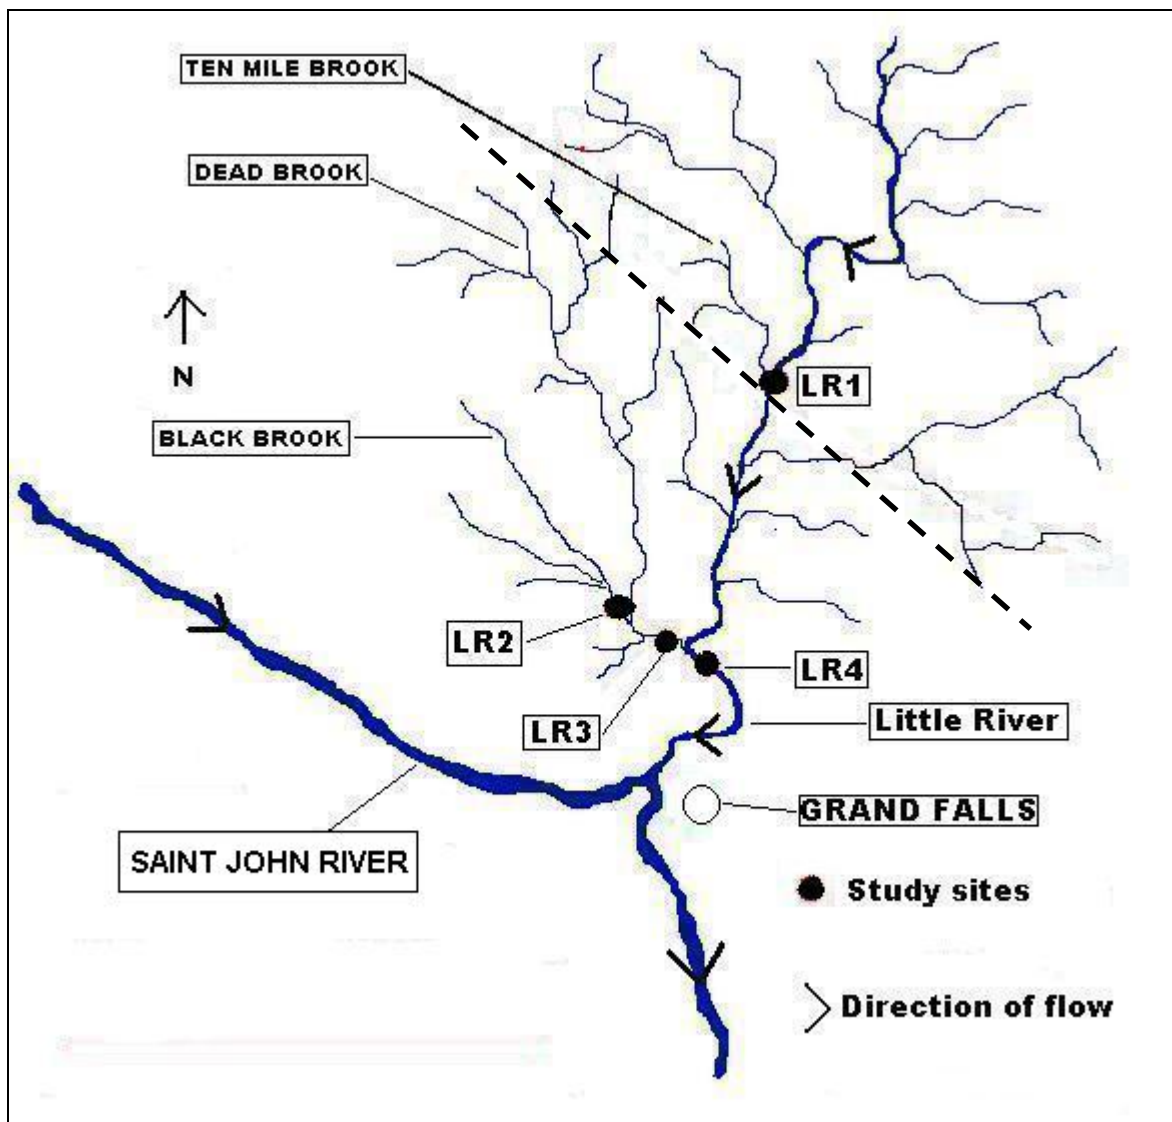 TEN MILE BROOK
DEAD BROOK
N
LR1
BLACK BROOK
LR2
LR4
LR3
Little River
GRAND FALLS
SAINT JOHN RIVER
Study sites
Direction of flow